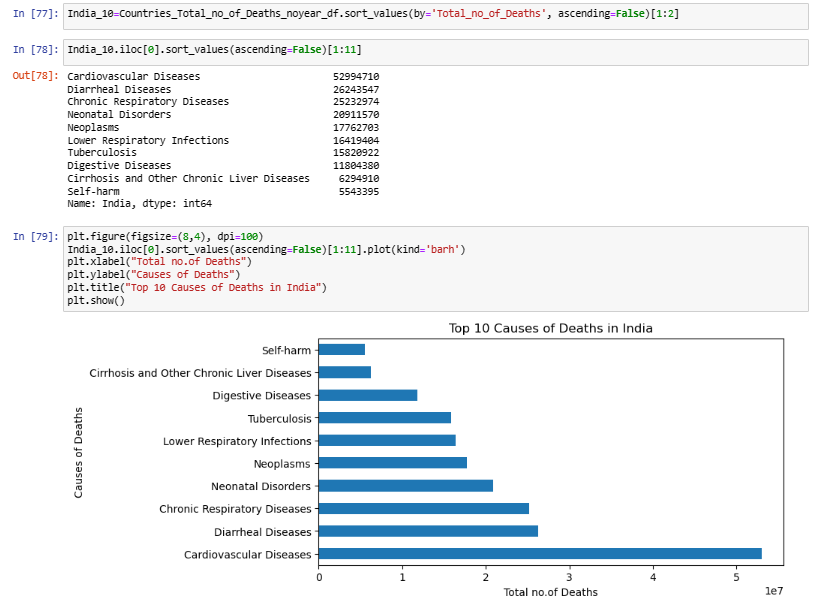 In [77]: India_10=Countries_Total_no_of_Deaths_noyear_df.sort_values(by='Total_no_of_Deaths', ascending=False)[1:2]
In [78]: India_10.iloc[0].sort_values(ascending=False)[1:11]
Out[78]: Cardiovascular Diseases 52994710
Diarrheal Diseases 26243547
Chronic Respiratory Diseases 25232974
Neonatal Disorders 20911570
Neoplasms 17762703
Lower Respiratory Infections 16419404
Tuberculosis 15820922
Digestive Diseases 11804380
Cirrhosis and Other Chronic Liver Diseases 6294910
Self-harm 5543395
Name: India, dtype: int64
In [79]: plt.figure(figsize=(8,4), dpi=100)
India_10.iloc[0].sort_values(ascending=False)[1:11].plot(kind='barh')
plt.xlabel("Total no.of Deaths")
plt.ylabel("Causes of Deaths")
plt.title("Top 10 Causes of Deaths in India")
plt.show()
Top 10 Causes of Deaths in India
Self-harm
Cirrhosis and Other Chronic Liver Diseases
Digestive Diseases
Tuberculosis
Lower Respiratory Infections
Neoplasms
Neonatal Disorders
Chronic Respiratory Diseases
Diarrheal Diseases
Cardiovascular Diseases
Causes of Deaths
0 1 2 3 4 5
1e7
Total no.of Deaths